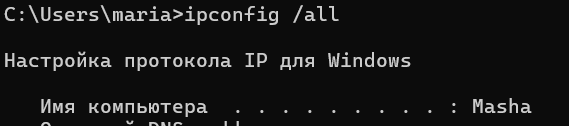 C:\Users\maria>ipconfig /all
Настройка протокола IP для Windows
Имя компьютера . . . . . . . . . : Masha